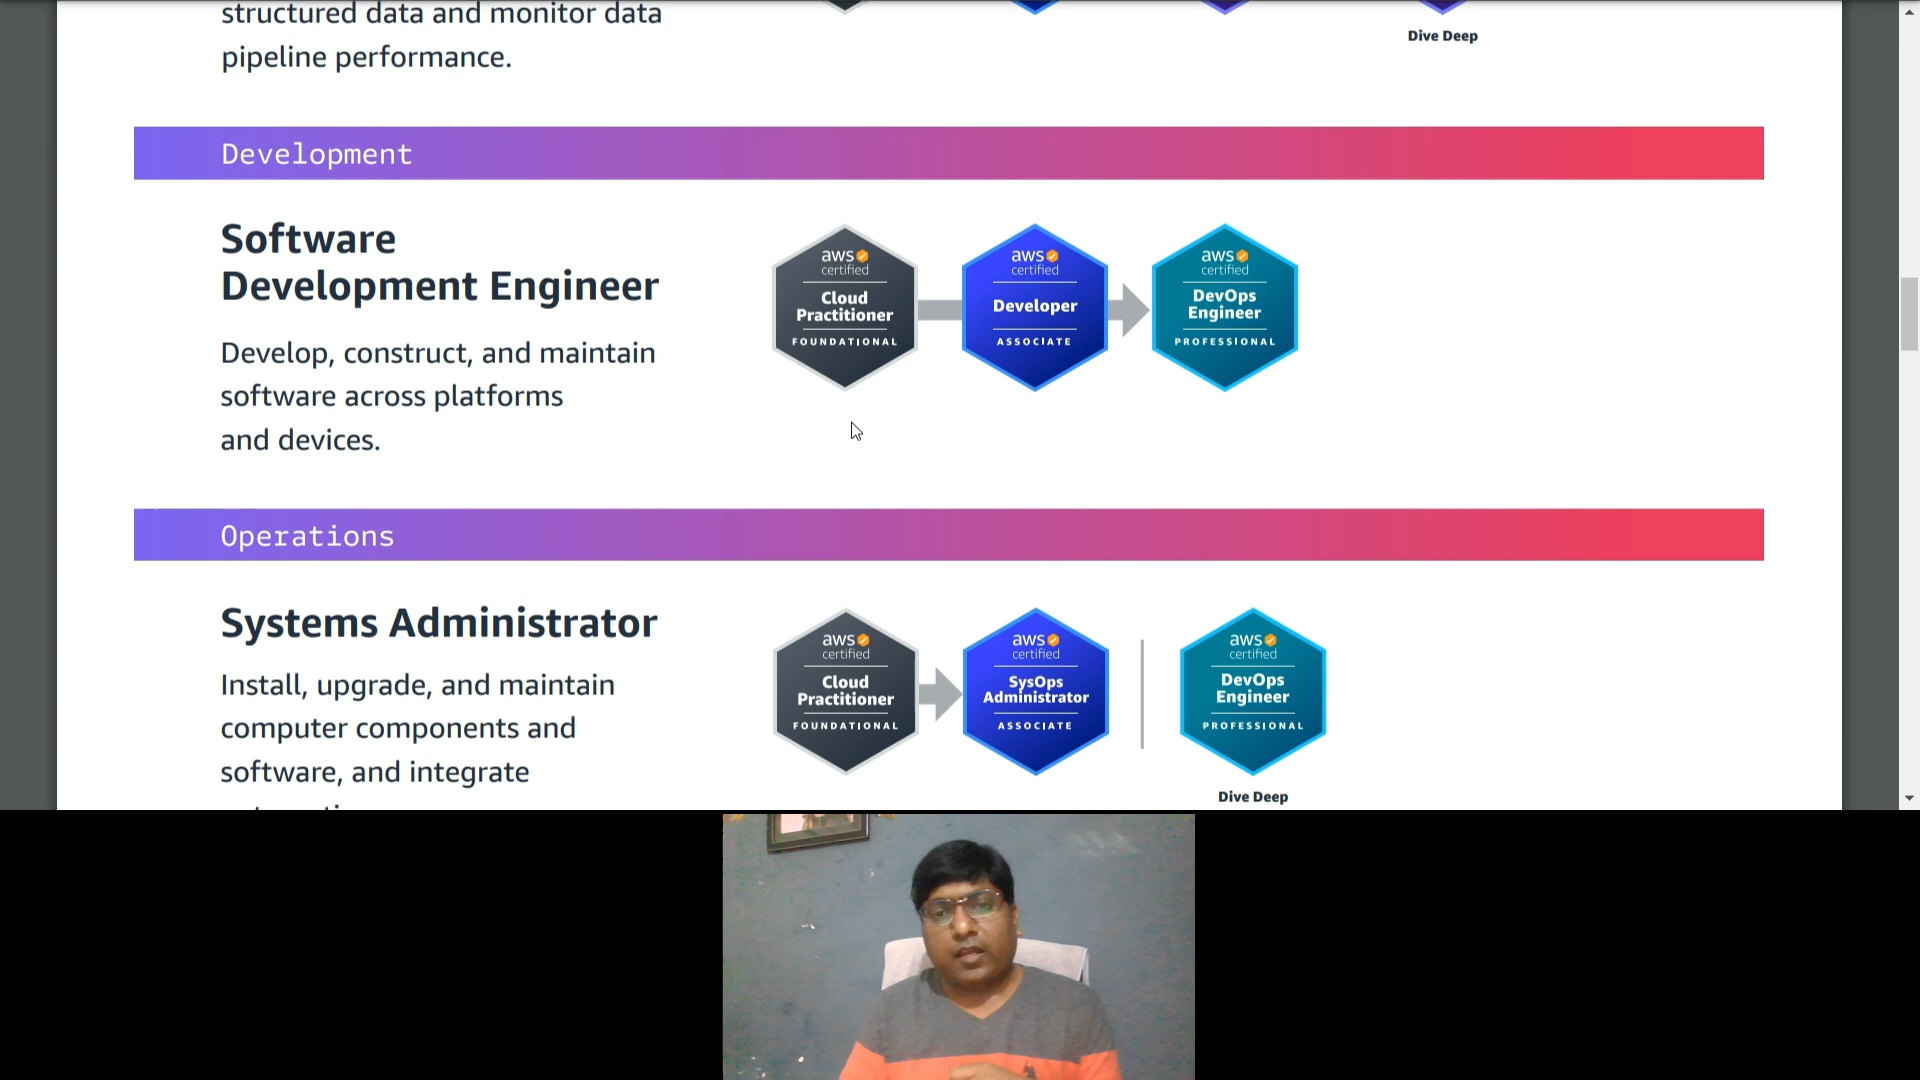 structured data and monitor data
pipeline performance.
Dive Deep
Development
Software
Development Engineer
Develop, construct, and maintain
software across platforms
and devices.
aws
certified
Cloud
Practitioner
FOUNDATIONAL
aws
certified
Developer
ASSOCIATE
aws
certified
DevOps
Engineer
PROFESSIONAL
Operations
Systems Administrator
Install, upgrade, and maintain
computer components and
software, and integrate
aws
certified
Cloud
Practitioner
FOUNDATIONAL
aws
certified
SysOps
Administrator
ASSOCIATE
aws
certified
DevOps
Engineer
PROFESSIONAL
Dive Deep